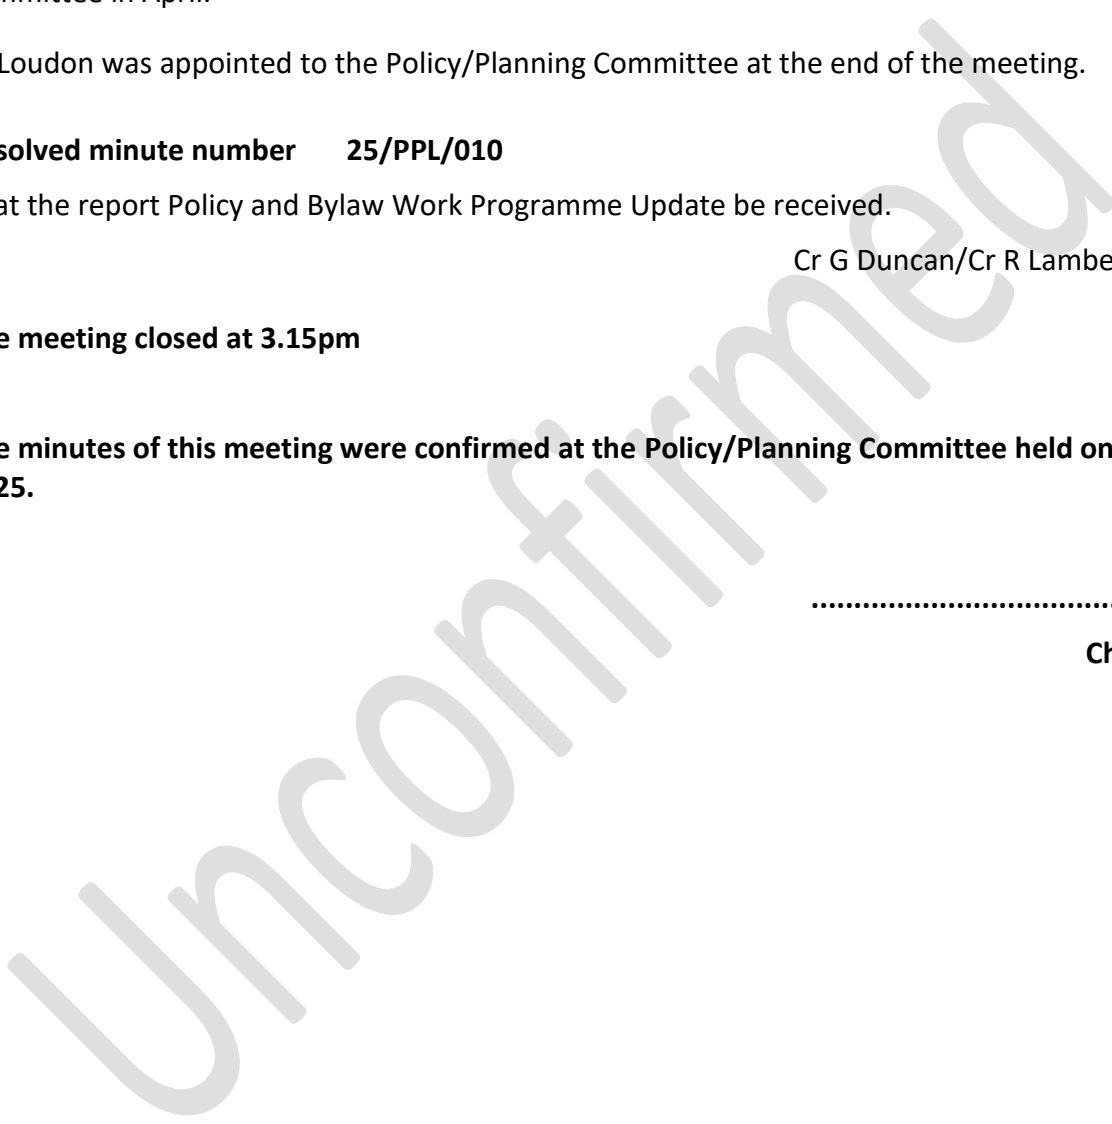 mmittee in April.
Loudon was appointed to the Policy/Planning Committee at the end of the meeting.
solved minute number 25/PPL/010
at the report Policy and Bylaw Work Programme Update be received.
Cr G Duncan/Cr R Lambe
e meeting closed at 3.15pm
e minutes of this meeting were confirmed at the Policy/Planning Committee held on
25.
....................................
Ch
Unconfirmed